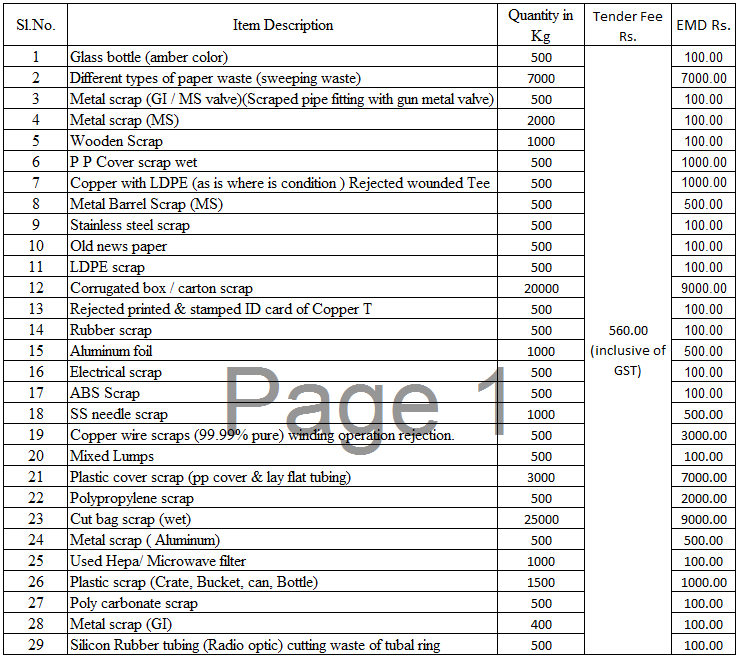 Sl.No. Item Description Quantity in Kg Tender Fee Rs. EMD Rs.
1 Glass bottle (amber color) 500 100.00
2 Different types of paper waste (sweeping waste) 7000 7000.00
3 Metal scrap (GI / MS valve)(Scraped pipe fitting with gun metal valve) 500 100.00
4 Metal scrap (MS) 2000 100.00
5 Wooden Scrap 1000 100.00
6 P P Cover scrap wet 500 1000.00
7 Copper with LDPE (as is where is condition ) Rejected wounded Tee 500 1000.00
8 Metal Barrel Scrap (MS) 500 500.00
9 Stainless steel scrap 500 100.00
10 Old news paper 500 100.00
11 LDPE scrap 500 100.00
12 Corrugated box / carton scrap 20000 9000.00
13 Rejected printed & stamped ID card of Copper T 500 100.00
14 Rubber scrap 500 560.00 100.00
15 Aluminum foil 1000 (inclusive of 500.00
16 Electrical scrap 500 GST) 100.00
17 ABS Scrap 500 100.00
18 SS needle scrap 1000 500.00
19 Copper wire scraps (99.99% pure) winding operation rejection. 500 3000.00
20 Mixed Lumps 500 100.00
21 Plastic cover scrap (pp cover & lay flat tubing) 3000 7000.00
22 Polypropylene scrap 500 2000.00
23 Cut bag scrap (wet) 25000 9000.00
24 Metal scrap ( Aluminum) 500 500.00
25 Used Hepa/ Microwave filter 1000 100.00
26 Plastic scrap (Crate, Bucket, can, Bottle) 1500 1000.00
27 Poly carbonate scrap 500 100.00
28 Metal scrap (GI) 400 100.00
29 Silicon Rubber tubing (Radio optic) cutting waste of tubal ring 500 100.00
Page 1